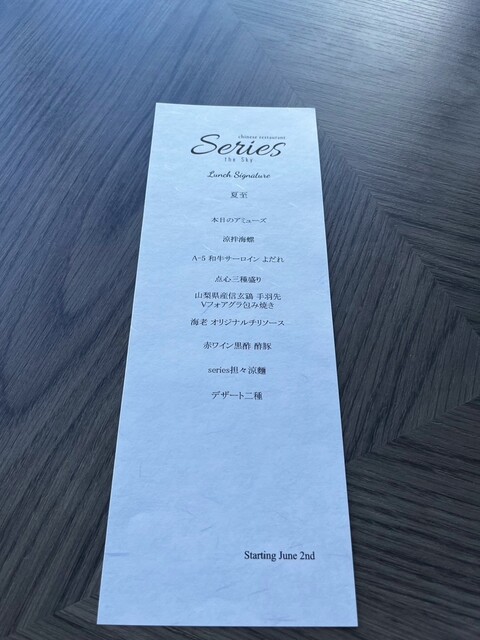 chinese restaurant
Series
the Sky
Lunch Signature
夏至
本日のアミューズ
涼拌海螺
A-5 和牛サーロイン よだれ
点心三種盛り
山梨県産信玄鶏 手羽先
Vフォアグラ包み焼き
海老 オリジナルチリソース
赤ワイン黒酢 酢豚
series担々涼麺
デザート二種
Starting June 2nd